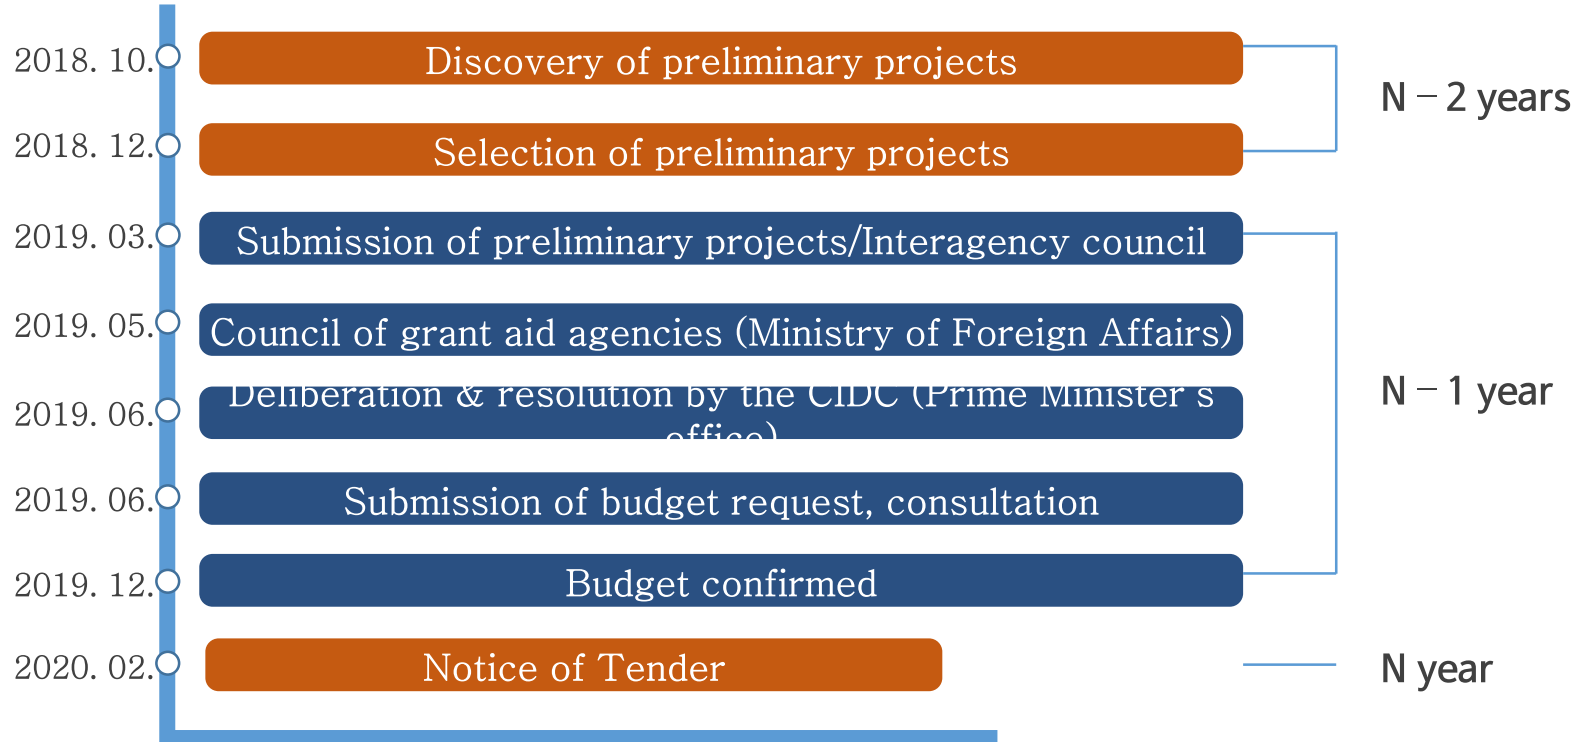 2018. 10.
Discovery of preliminary projects
N – 2 years
2018. 12.
Selection of preliminary projects
2019. 03.
Submission of preliminary projects/Interagency council
2019. 05.
Council of grant aid agencies (Ministry of Foreign Affairs)
N – 1 year
2019. 06.
Deliberation & resolution by the CIDC (Prime Minister's
office)
2019. 06.
Submission of budget request, consultation
2019. 12.
Budget confirmed
2020. 02.
Notice of Tender
N year